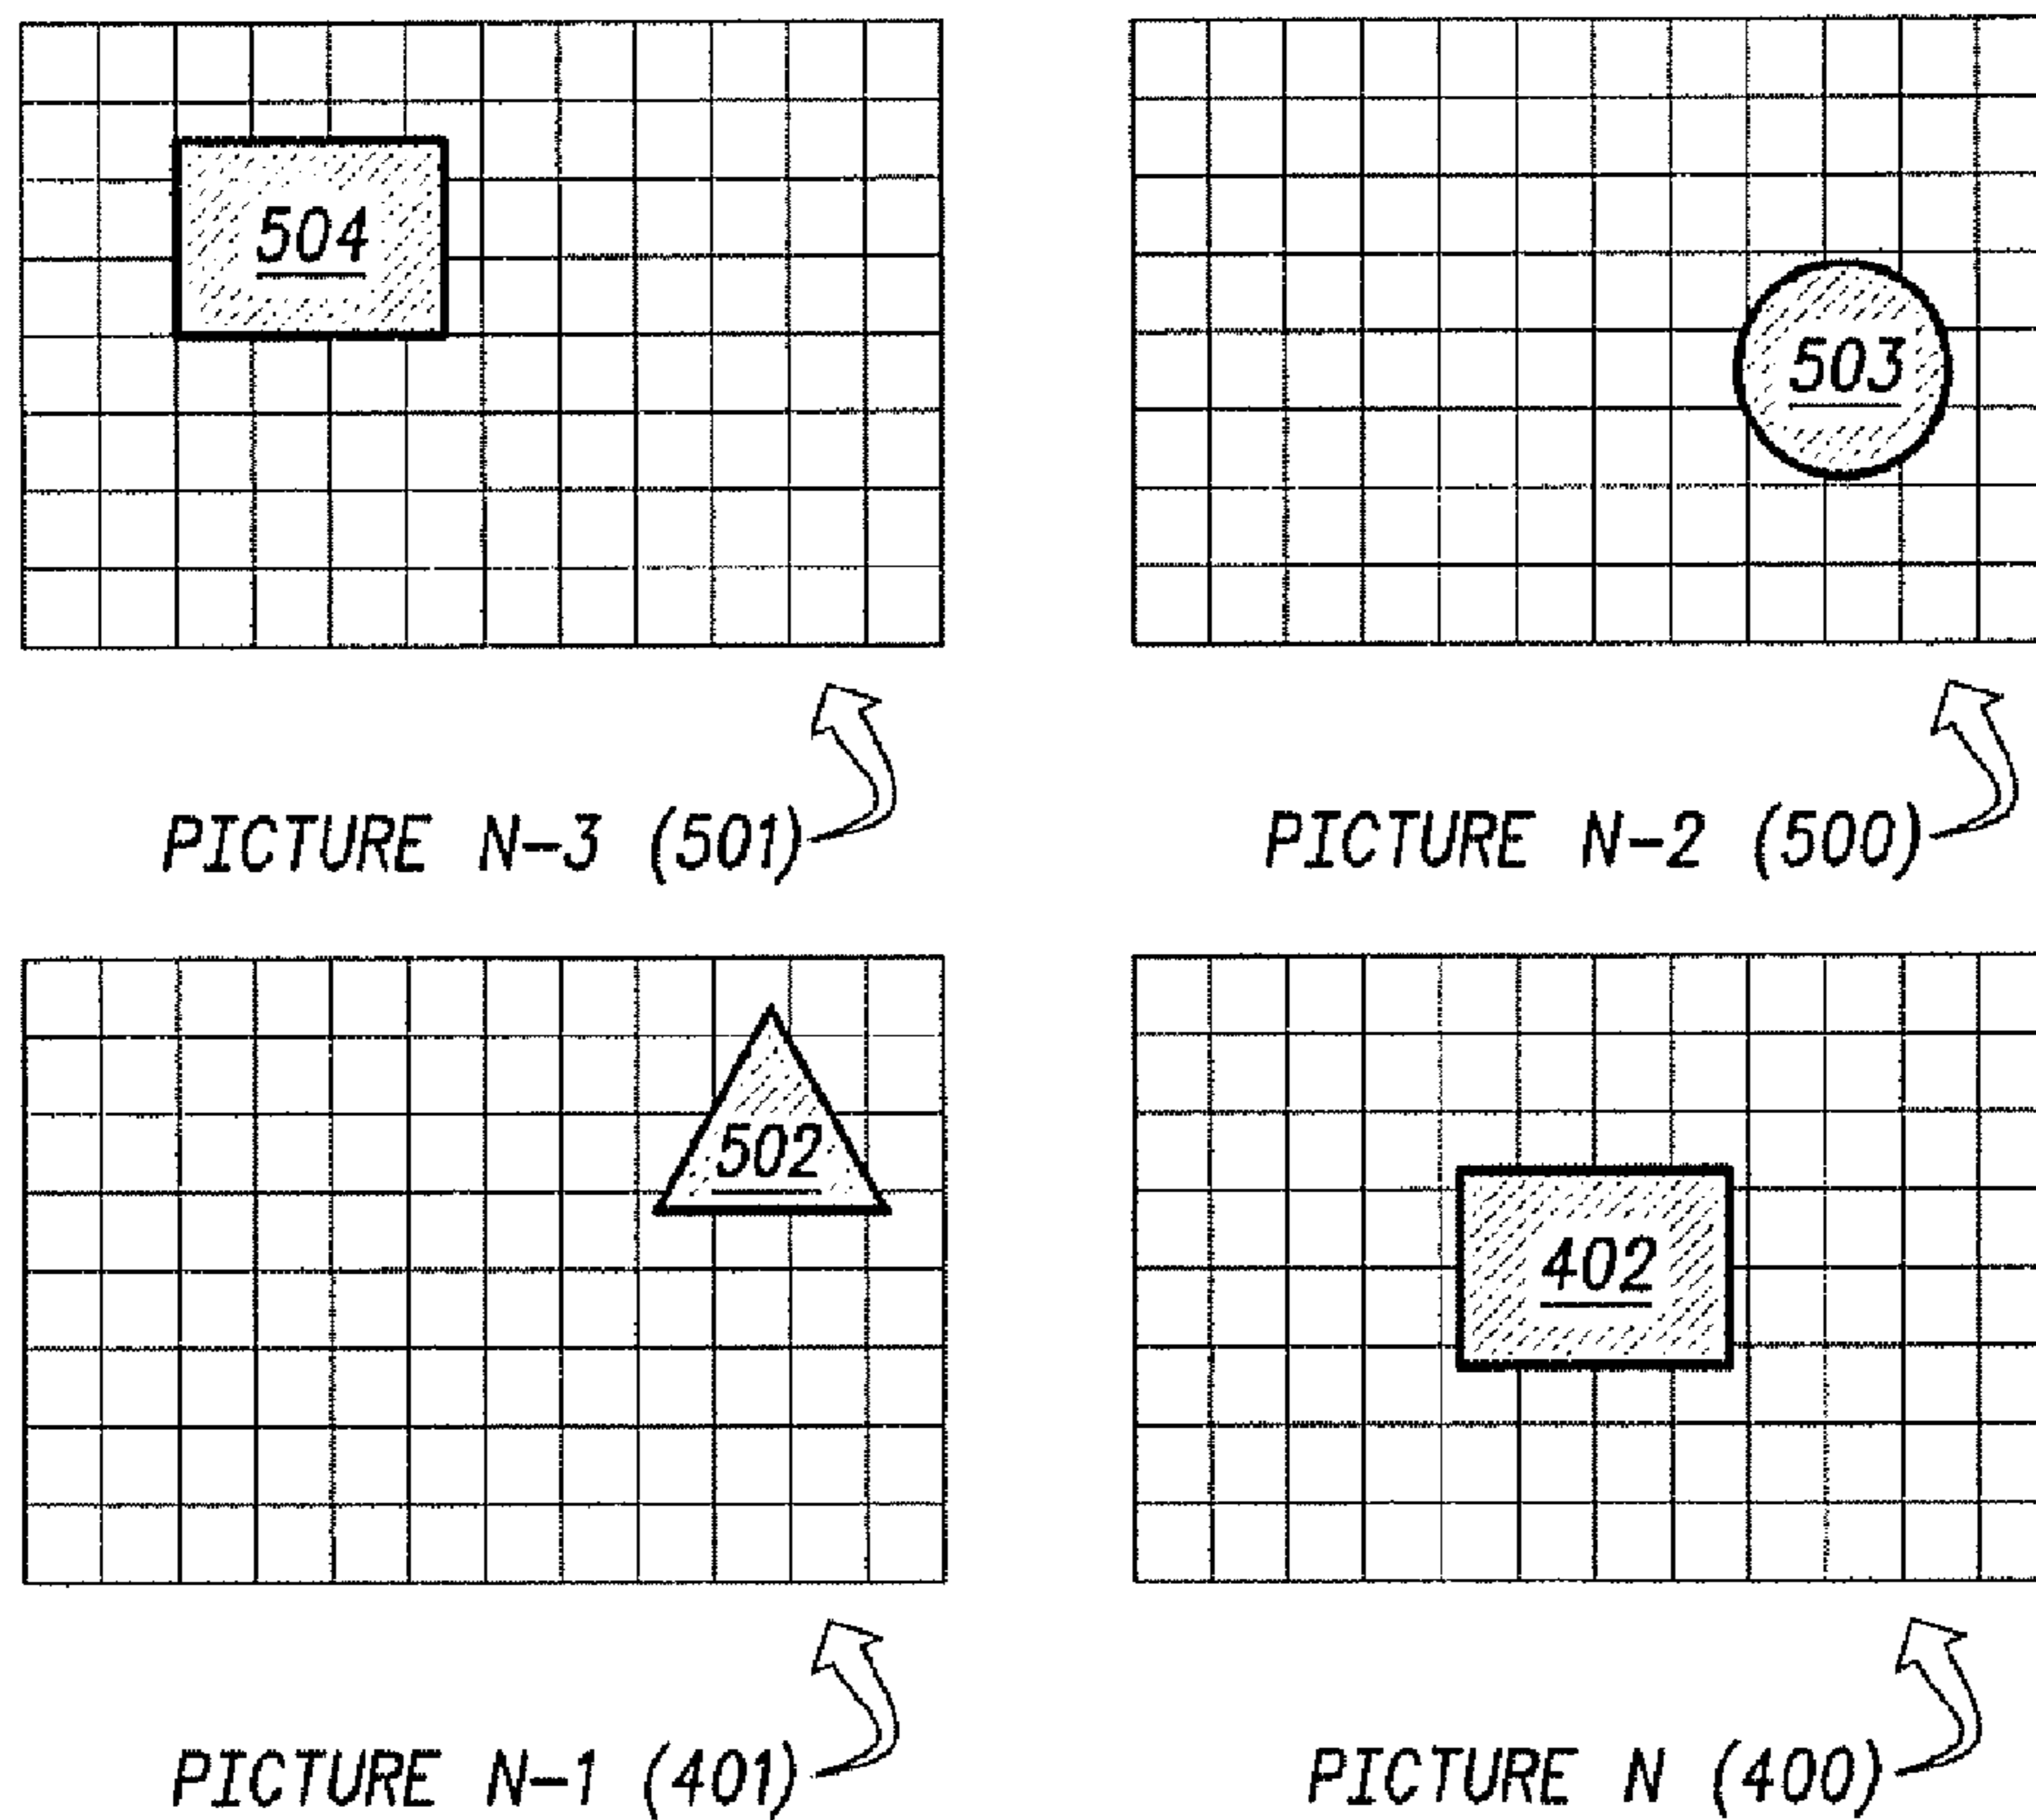 504
503
PICTURE N-3 (501)
PICTURE N-2 (500)
502
402
PICTURE N-1 (401)
PICTURE N (400)